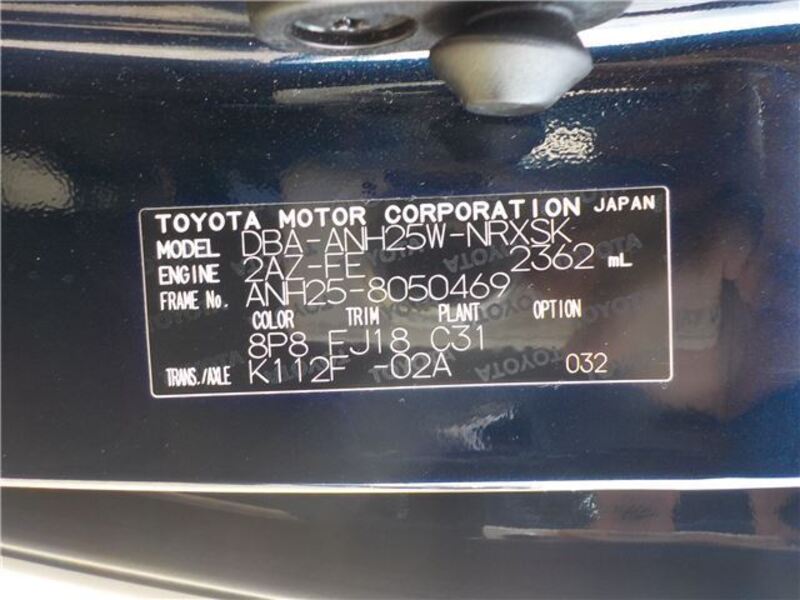 TOYOTA MOTOR CORPORATION JAPAN
MODEL DBA-ANH25W-NRXSK
ENGINE 2AZ-FE 2362 mL
FRAME No. ANH25-8050469
COLOR TRIM PLANT OPTION
8P8 FJ18 C31
TRANS./AXLE K112F -02A 032